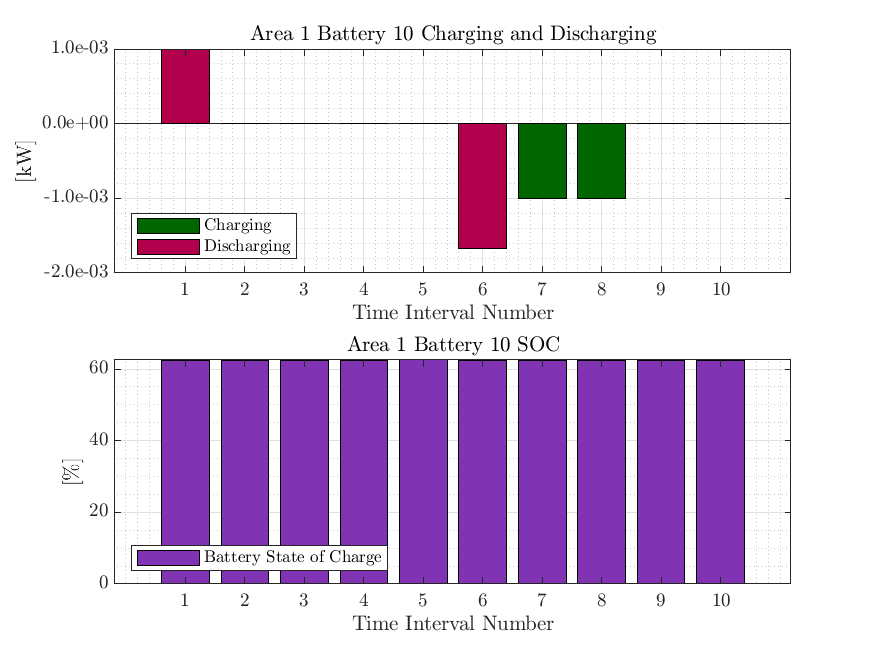 Area 1 Battery 10 Charging and Discharging
1.0e-03
0.0e+00
-1.0e-03
-2.0e-03
[kW]
Charging
Discharging
1 2 3 4 5 6 7 8 9 10
Time Interval Number
Area 1 Battery 10 SOC
60
40
20
0
[%]
Battery State of Charge
1 2 3 4 5 6 7 8 9 10
Time Interval Number